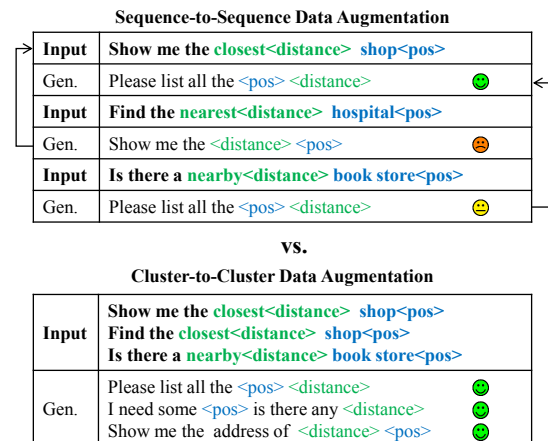 Sequence-to-Sequence Data Augmentation
Input Show me the closest<distance> shop<pos>
Gen. Please list all the <pos> <distance>
Input Find the nearest<distance> hospital<pos>
Gen. Show me the <distance> <pos>
Input Is there a nearby<distance> book store<pos>
Gen. Please list all the <pos> <distance>
vs.
Cluster-to-Cluster Data Augmentation
Input
Show me the closest<distance> shop<pos>
Find the closest<distance> shop<pos>
Is there a nearby<distance> book store<pos>
Gen.
Please list all the <pos> <distance>
I need some <pos> is there any <distance>
Show me the address of <distance> <pos>